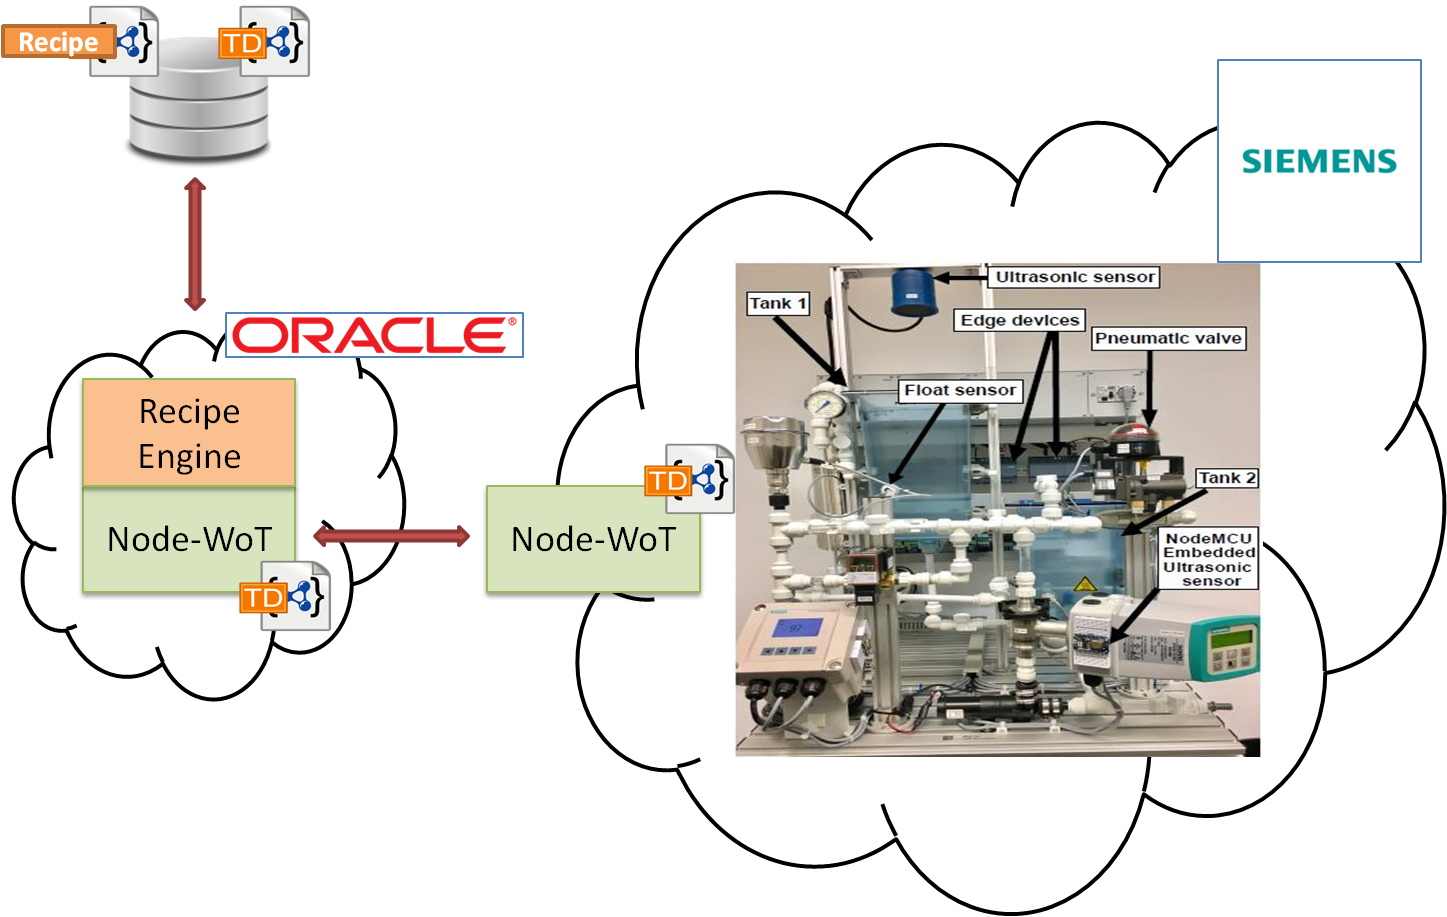 Recipe
{ }
TD
{ }
ORACLE®
Recipe
Engine
Node-WoT
TD
{ }
Node-WoT
TD
{ }
SIEMENS
Ultrasonic sensor
Tank 1
Edge devices
Pneumatic valve
Float sensor
Tank 2
NodeMCU
Embedded
Ultrasonic
sensor